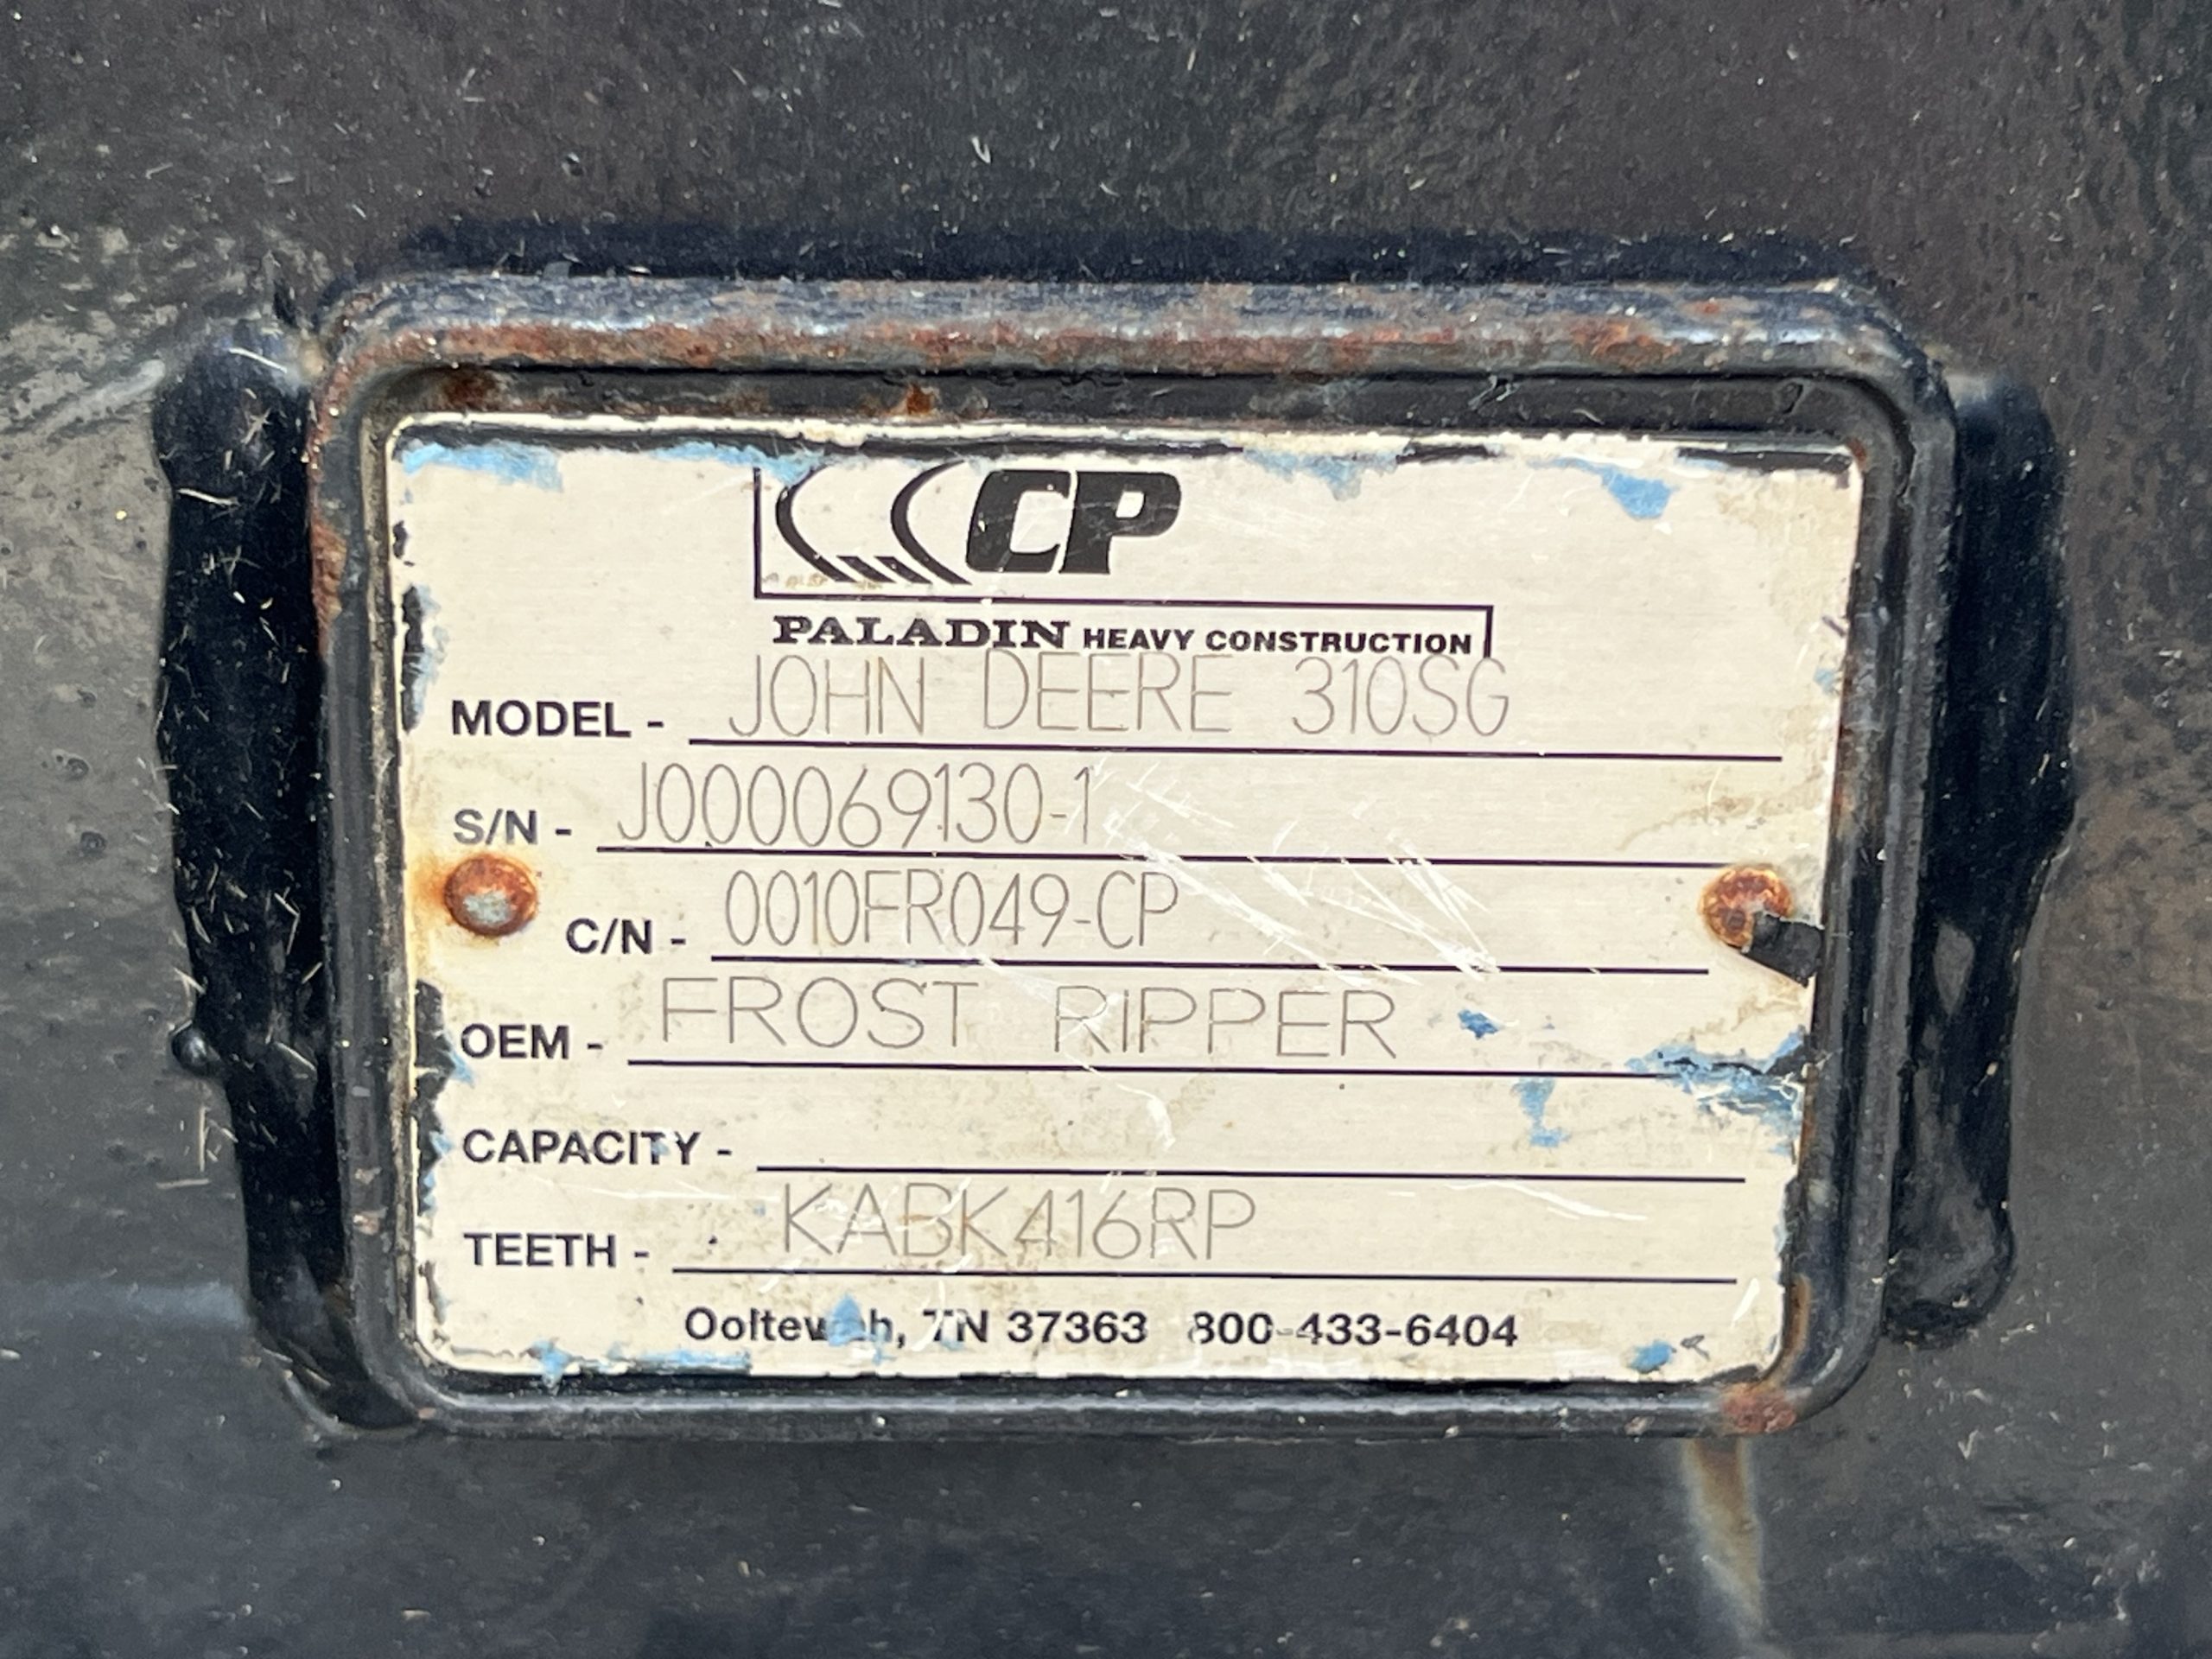 CP
PALADIN HEAVY CONSTRUCTION
MODEL - JOHN DEERE 310SG
S/N - J000069130-1
C/N - 0010FR049-CP
OEM - FROST RIPPER
CAPACITY -
TEETH - KABK416RP
Ooltewah, TN 37363 800-433-6404